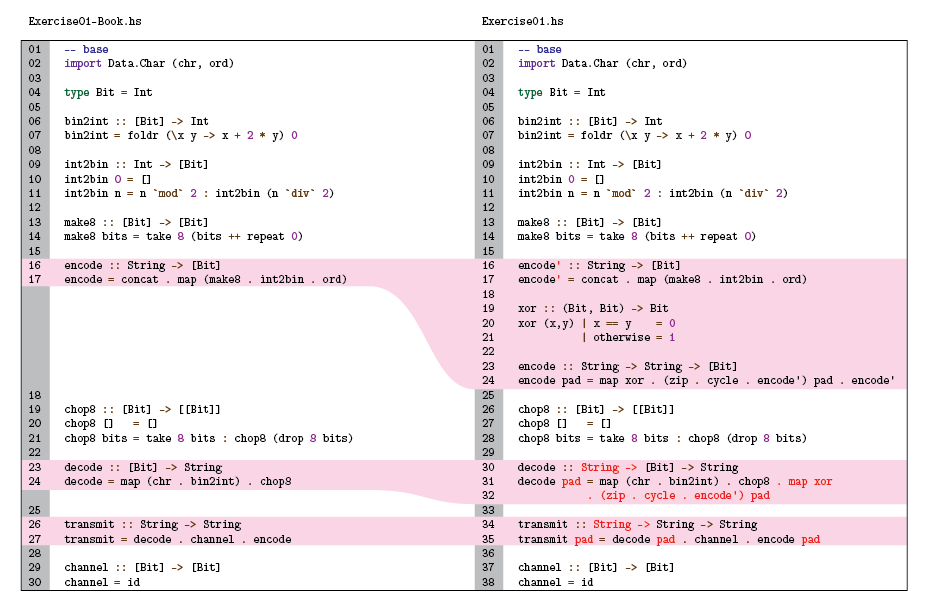 Exercise01-Book.hs
01 -- base
02 import Data.Char (chr, ord)
03
04 type Bit = Int
05
06 bin2int :: [Bit] -> Int
07 bin2int = foldr (\x y -> x + 2 * y) 0
08
09 int2bin :: Int -> [Bit]
10 int2bin 0 = []
11 int2bin n = n `mod` 2 : int2bin (n `div` 2)
12
13 make8 :: [Bit] -> [Bit]
14 make8 bits = take 8 (bits ++ repeat 0)
15
16 encode :: String -> [Bit]
17 encode = concat . map (make8 . int2bin . ord)
18
19 chop8 :: [Bit] -> [[Bit]]
20 chop8 []   = []
21 chop8 bits = take 8 bits : chop8 (drop 8 bits)
22
23 decode :: [Bit] -> String
24 decode = map (chr . bin2int) . chop8
25
26 transmit :: String -> String
27 transmit = decode . channel . encode
28
29 channel :: [Bit] -> [Bit]
30 channel = id
Exercise01.hs
01 -- base
02 import Data.Char (chr, ord)
03
04 type Bit = Int
05
06 bin2int :: [Bit] -> Int
07 bin2int = foldr (\x y -> x + 2 * y) 0
08
09 int2bin :: Int -> [Bit]
10 int2bin 0 = []
11 int2bin n = n `mod` 2 : int2bin (n `div` 2)
12
13 make8 :: [Bit] -> [Bit]
14 make8 bits = take 8 (bits ++ repeat 0)
15
16 encode' :: String -> [Bit]
17 encode' = concat . map (make8 . int2bin . ord)
18
19 xor :: (Bit, Bit) -> Bit
20 xor (x,y) | x == y    = 0
21           | otherwise = 1
22
23 encode :: String -> String -> [Bit]
24 encode pad = map xor . (zip . cycle . encode') pad . encode'
25
26 chop8 :: [Bit] -> [[Bit]]
27 chop8 []   = []
28 chop8 bits = take 8 bits : chop8 (drop 8 bits)
29
30 decode :: String -> [Bit] -> String
31 decode pad = map (chr . bin2int) . chop8 . map xor
32            . (zip . cycle . encode') pad
33
34 transmit :: String -> String -> String
35 transmit pad = decode pad . channel . encode pad
36
37 channel :: [Bit] -> [Bit]
38 channel = id